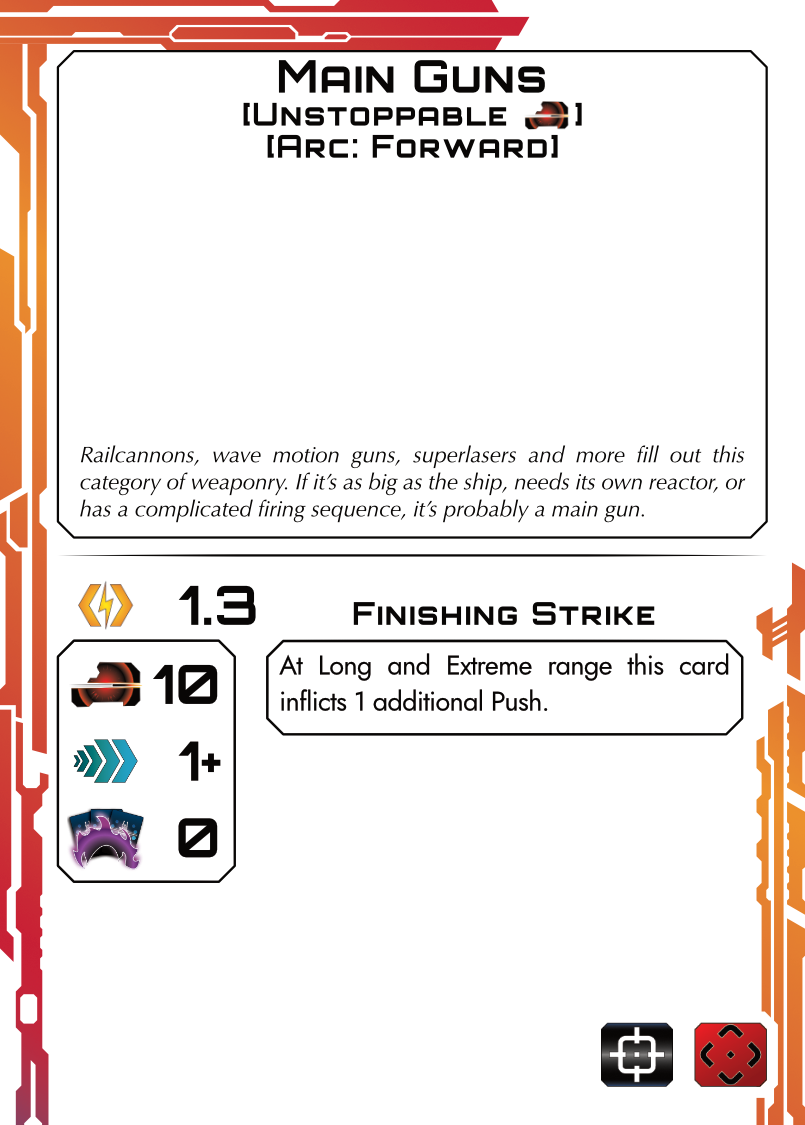 Main Guns
[Unstoppable ]
[Arc: Forward]
Railcannons, wave motion guns, superlasers and more fill out this
category of weaponry. If it's as big as the ship, needs its own reactor, or
has a complicated firing sequence, it's probably a main gun.
1.3
Finishing Strike
10
At Long and Extreme range this card
inflicts 1 additional Push.
1+
0